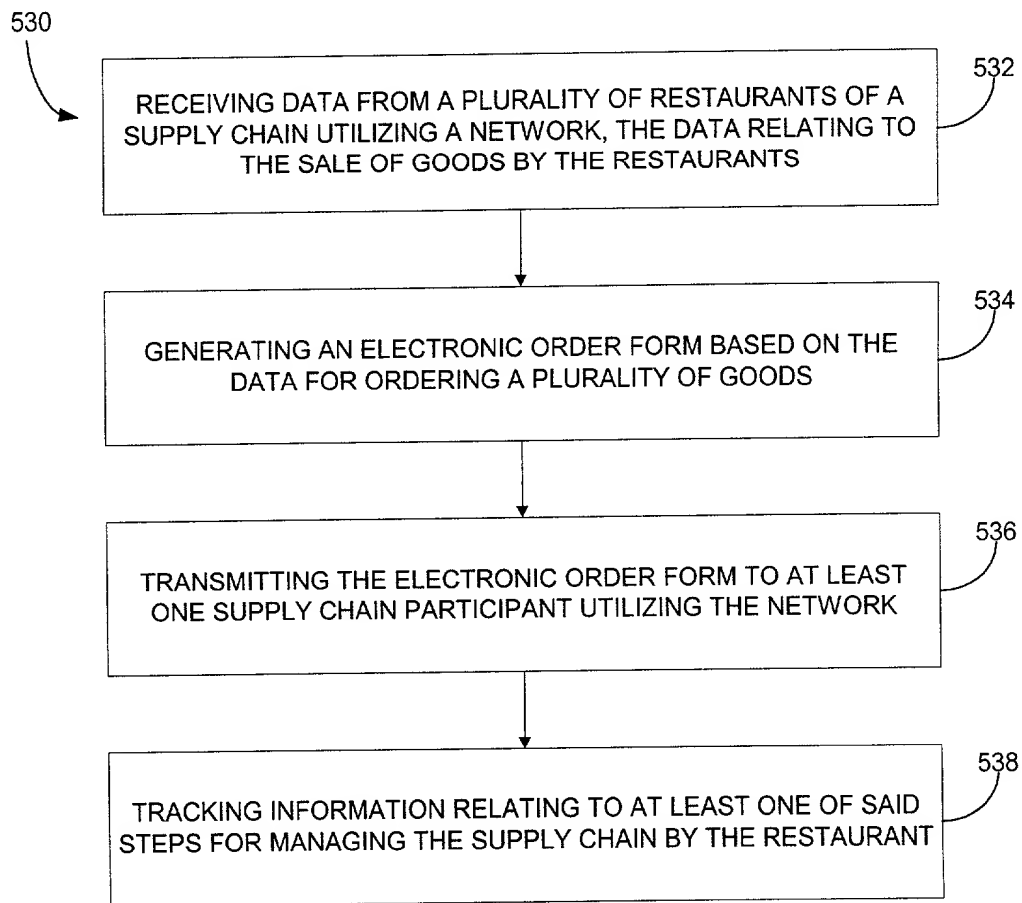 530
532
RECEIVING DATA FROM A PLURALITY OF RESTAURANTS OF A
SUPPLY CHAIN UTILIZING A NETWORK, THE DATA RELATING TO
THE SALE OF GOODS BY THE RESTAURANTS
534
GENERATING AN ELECTRONIC ORDER FORM BASED ON THE
DATA FOR ORDERING A PLURALITY OF GOODS
536
TRANSMITTING THE ELECTRONIC ORDER FORM TO AT LEAST
ONE SUPPLY CHAIN PARTICIPANT UTILIZING THE NETWORK
538
TRACKING INFORMATION RELATING TO AT LEAST ONE OF SAID
STEPS FOR MANAGING THE SUPPLY CHAIN BY THE RESTAURANT